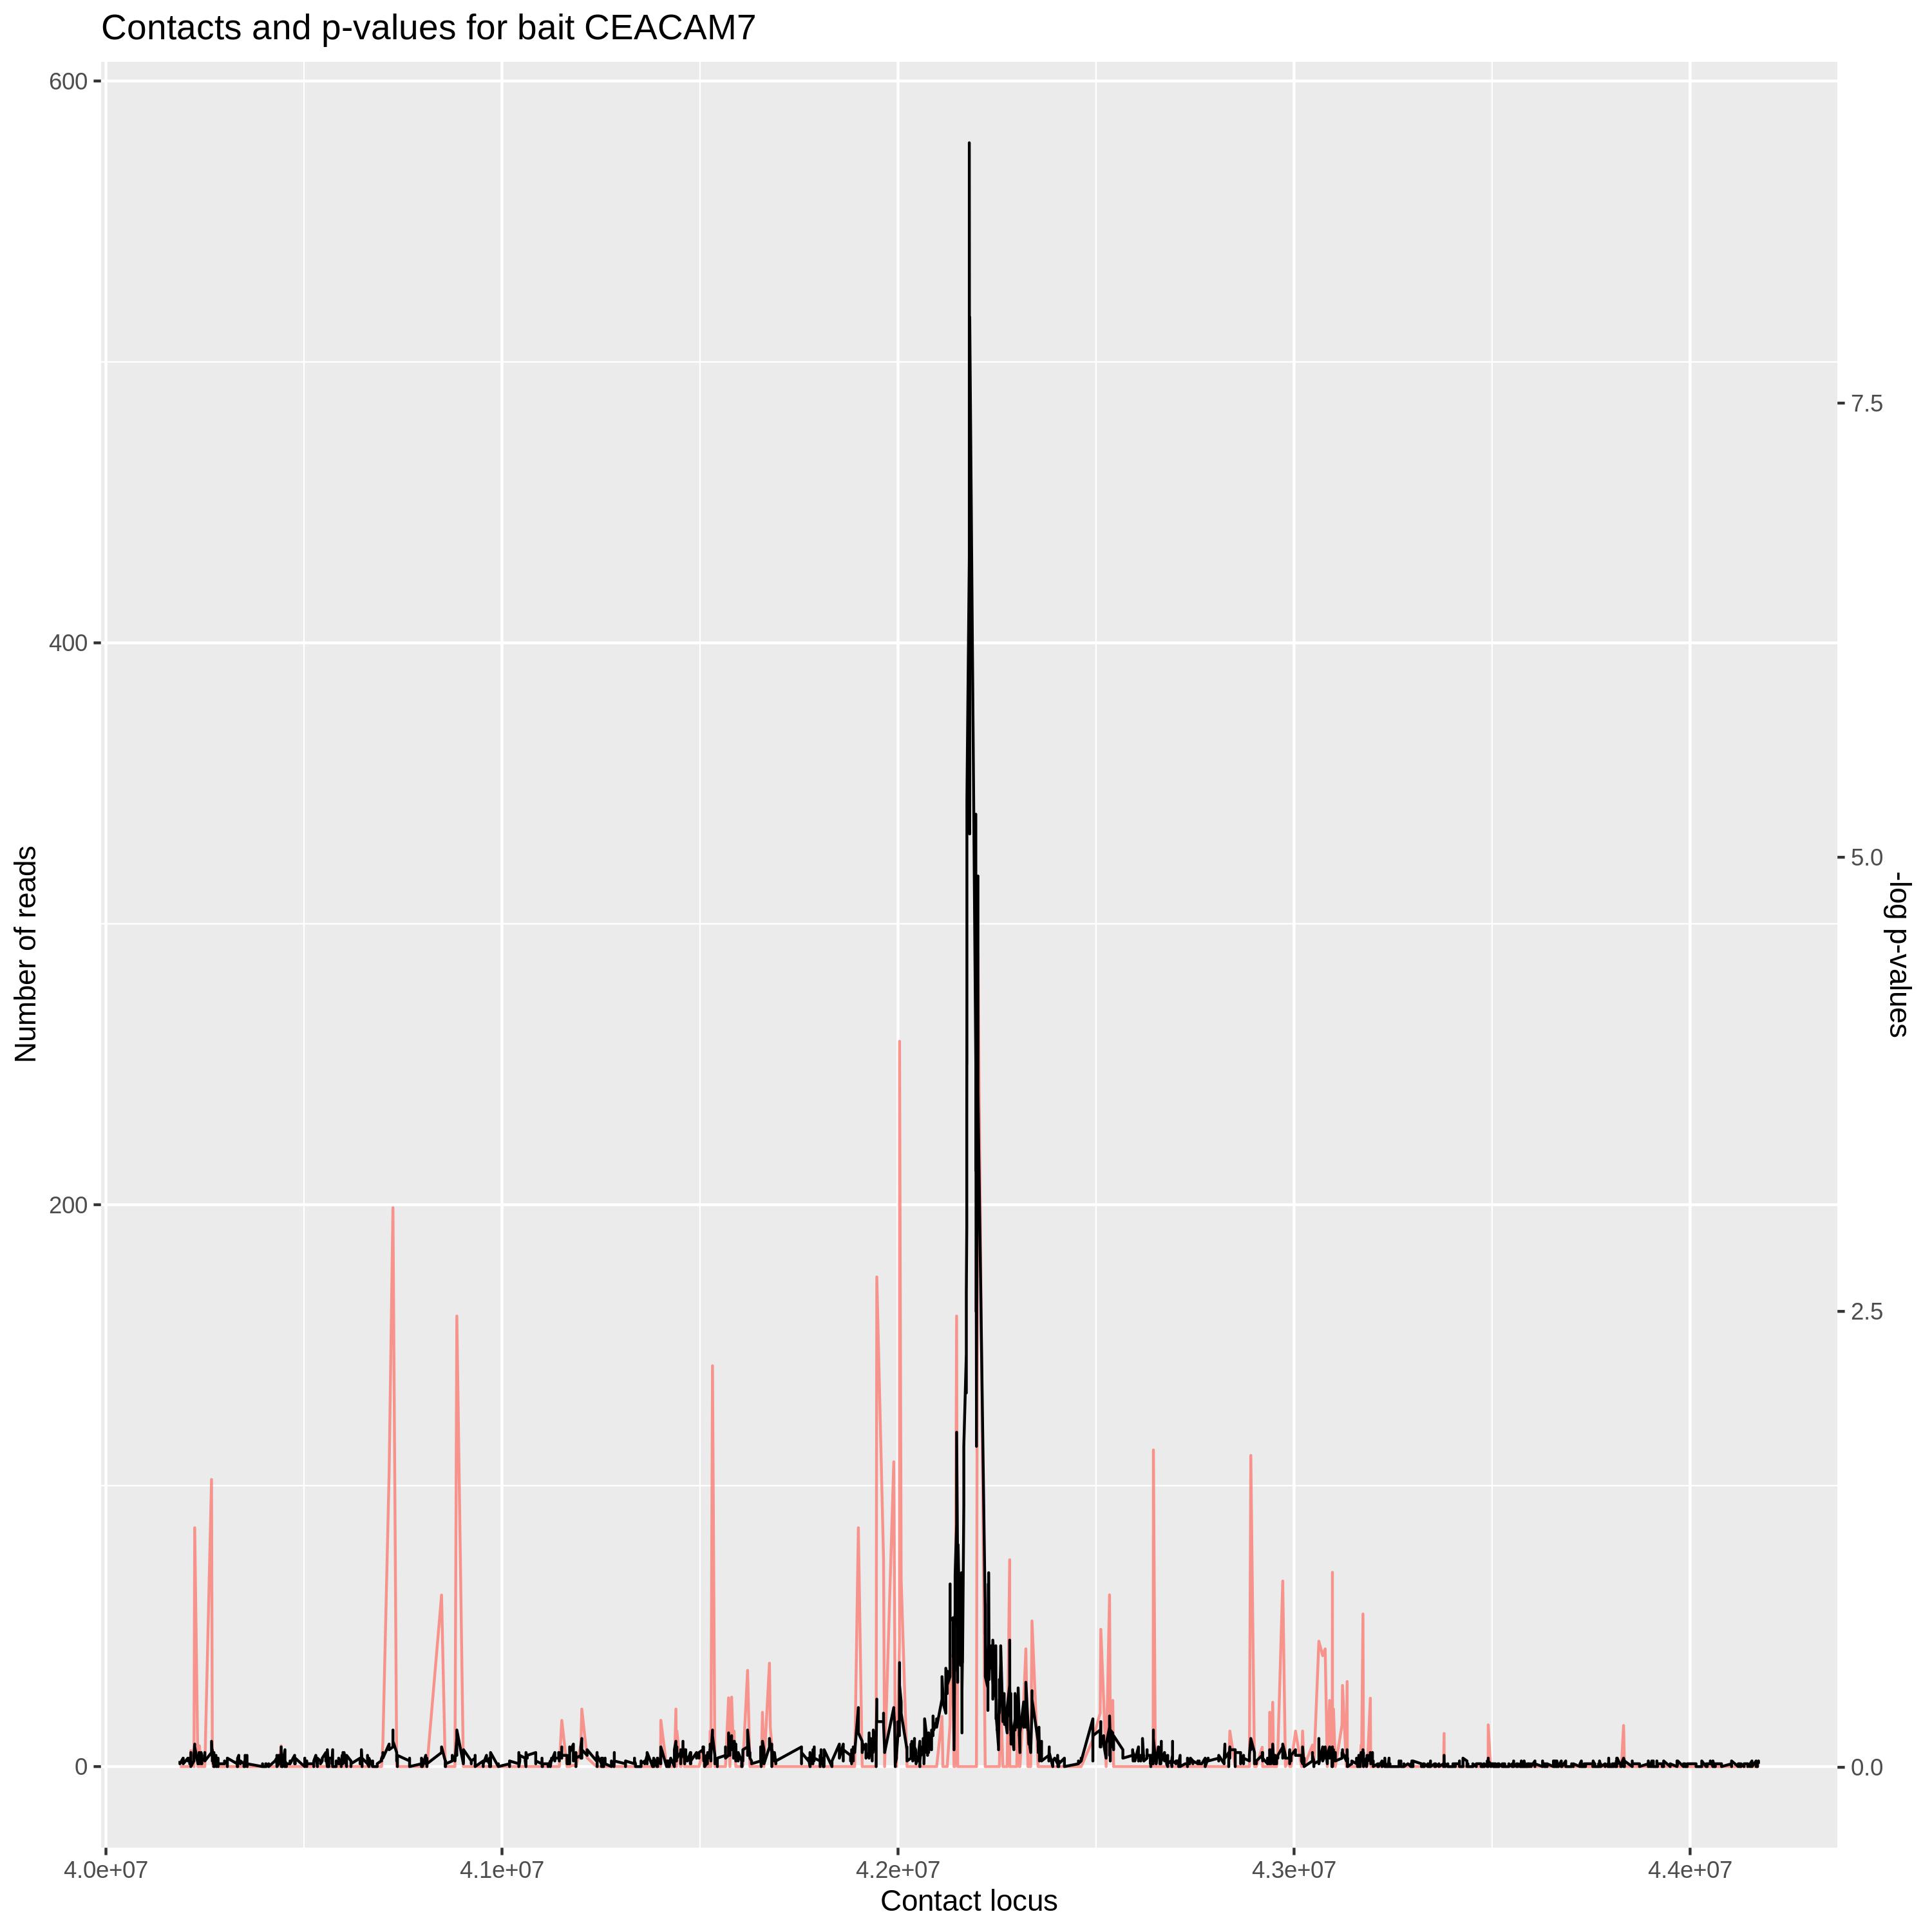 Contacts and p-values for bait CEACAM7
600
400
200
0
Number of reads
7.5
5.0
2.5
0.0
-log p-values
4.0e+07
4.1e+07
4.2e+07
4.3e+07
4.4e+07
Contact locus